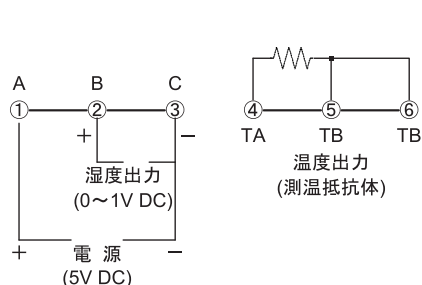 A B C
① ② ③
+ −
湿度出力
(0～1V DC)
+ 電源 −
(5V DC)
④ ⑤ ⑥
TA TB TB
温度出力
(測温抵抗体)